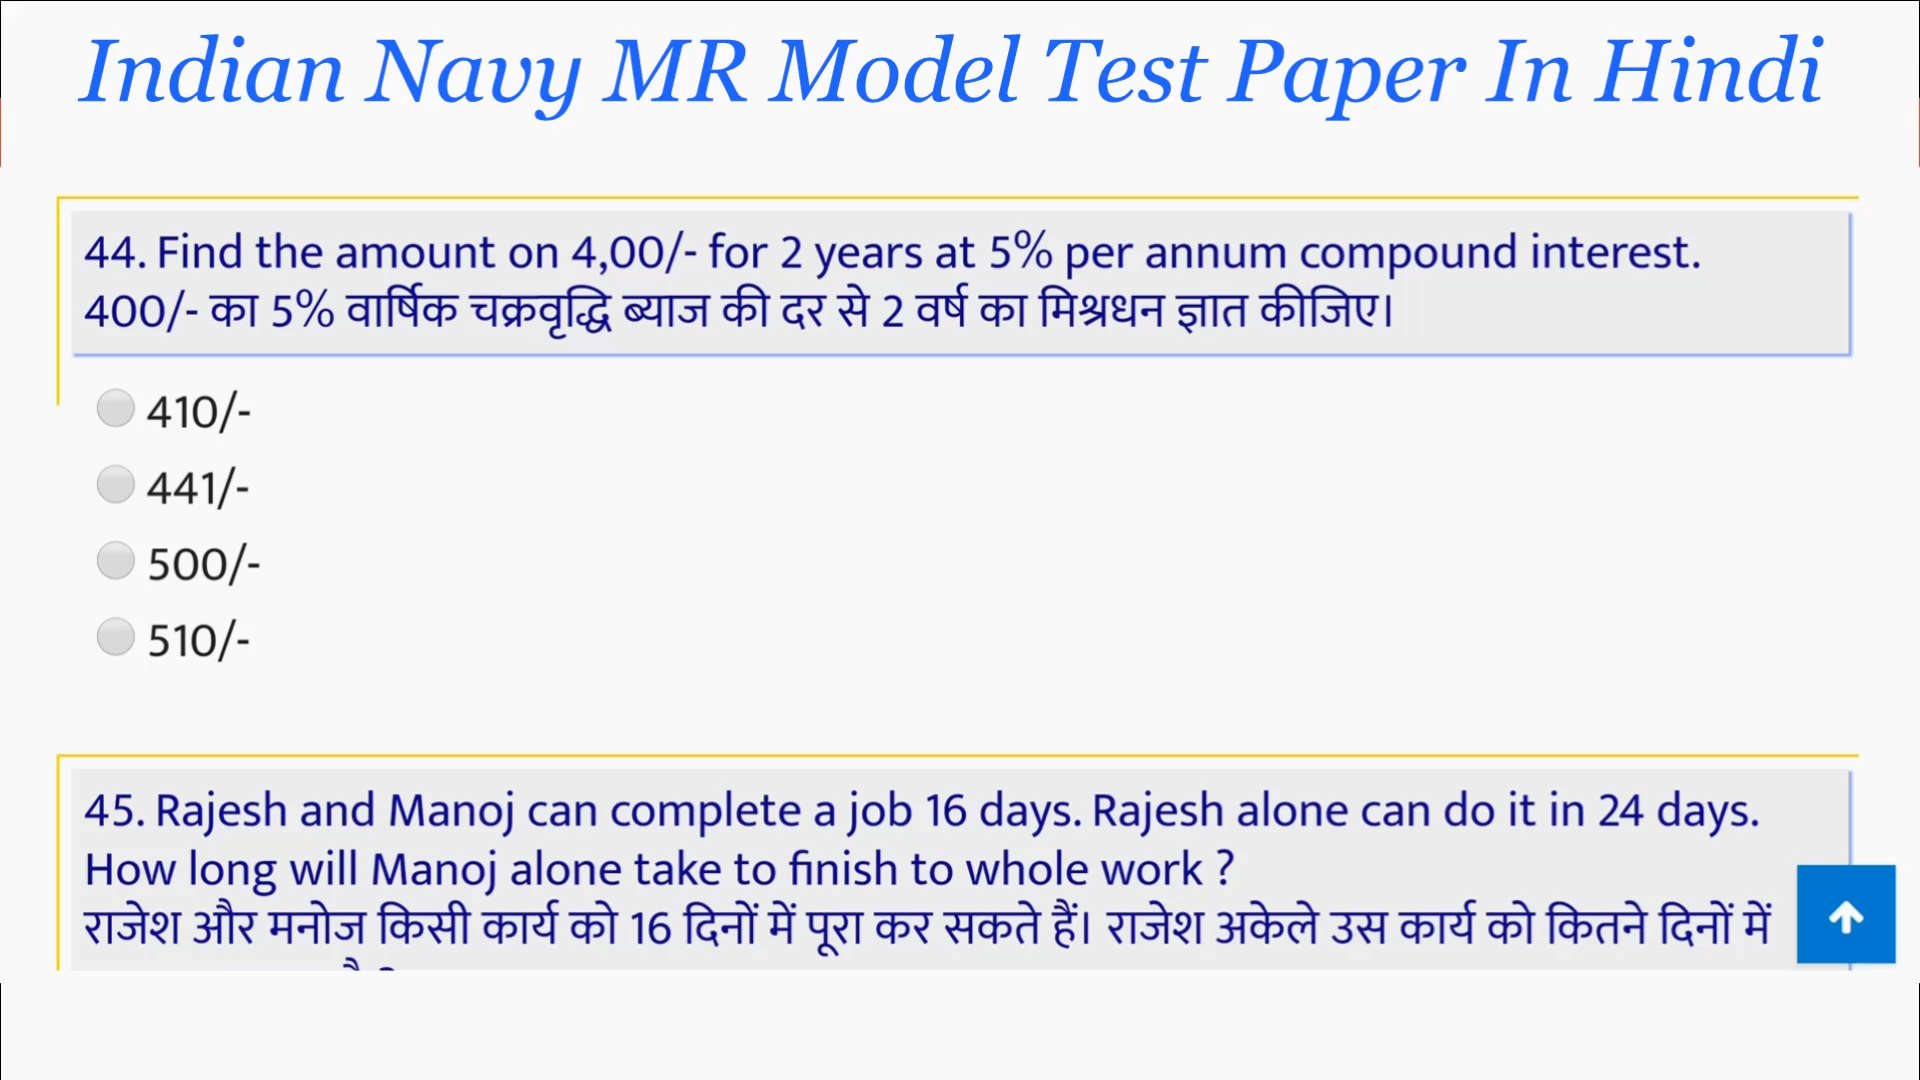 Indian Navy MR Model Test Paper In Hindi
44. Find the amount on 4,00/- for 2 years at 5% per annum compound interest.
400/- का 5% वार्षिक चक्रवृद्धि ब्याज की दर से 2 वर्ष का मिश्रधन ज्ञात कीजिए।
410/-
441/-
500/-
510/-
45. Rajesh and Manoj can complete a job 16 days. Rajesh alone can do it in 24 days.
How long will Manoj alone take to finish to whole work ?
राजेश और मनोज किसी कार्य को 16 दिनों में पूरा कर सकते हैं। राजेश अकेले उस कार्य को कितने दिनों में